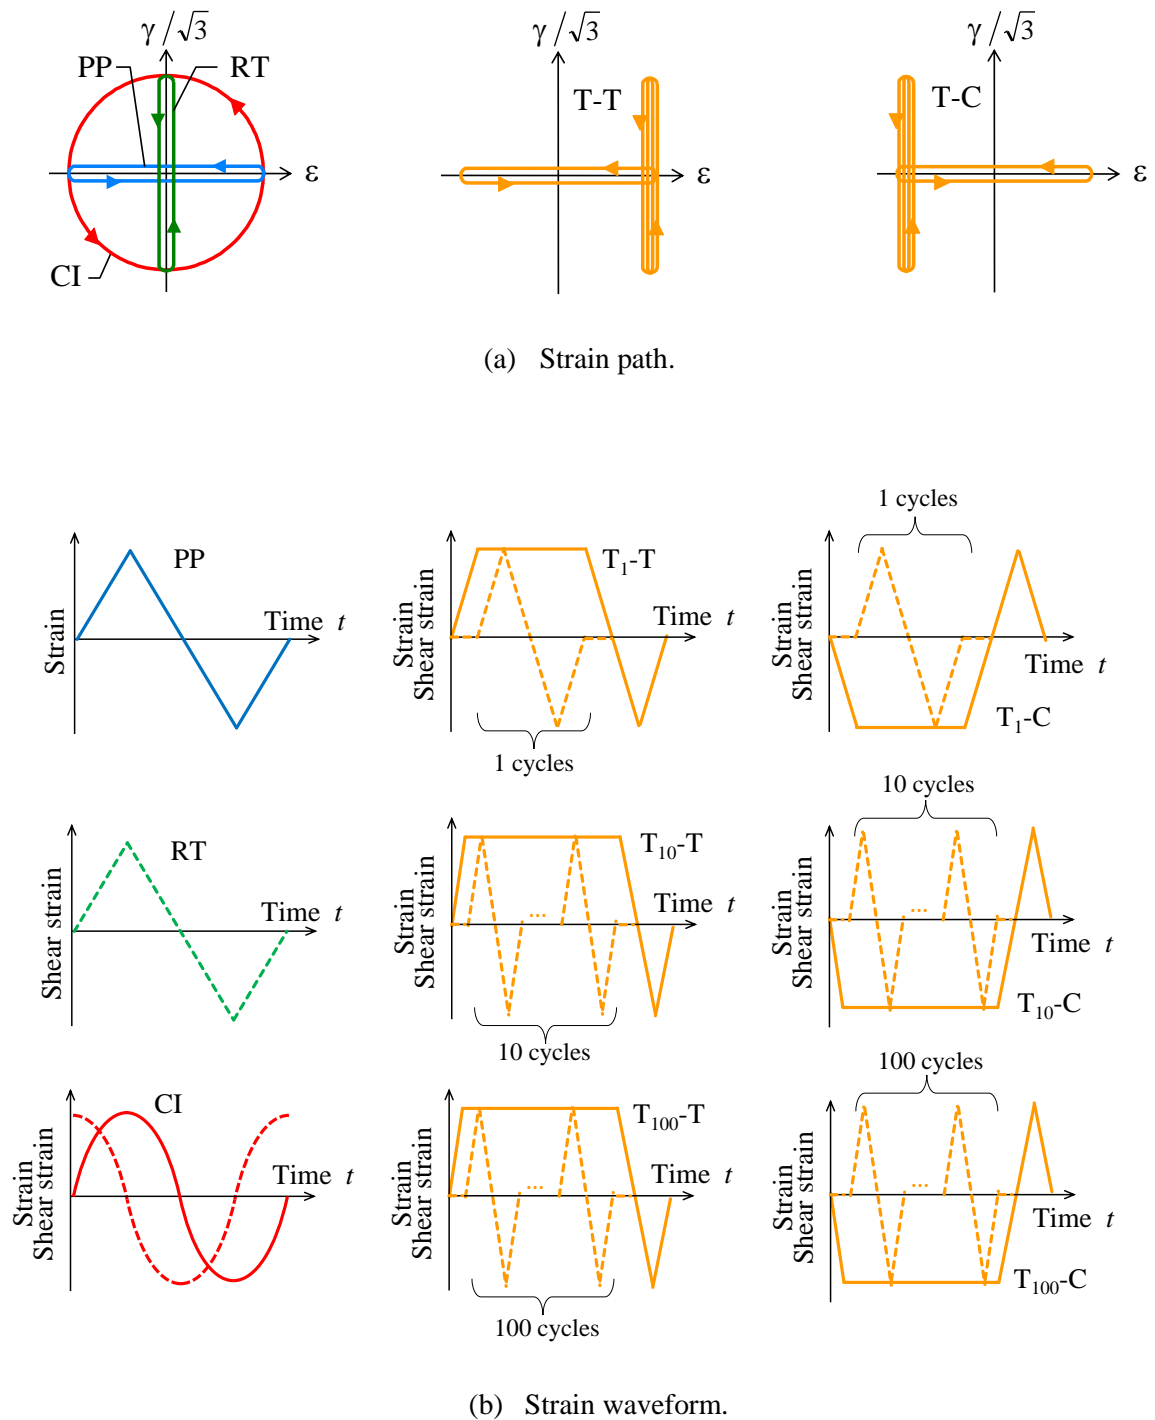 γ/√3
PP
RT
ε
CI
γ/√3
T-T
ε
γ/√3
T-C
ε
(a) Strain path.
Strain
PP
Time t
Strain
Shear strain
T₁-T
Time t
1 cycles
1 cycles
Strain
Shear strain
Time t
T₁-C
Shear strain
RT
Time t
Strain
Shear strain
T₁₀-T
...
Time t
10 cycles
10 cycles
Strain
Shear strain
...
Time t
T₁₀-C
Strain
Shear strain
CI
Time t
Strain
Shear strain
T₁₀₀-T
...
Time t
100 cycles
100 cycles
Strain
Shear strain
...
Time t
T₁₀₀-C
(b) Strain waveform.